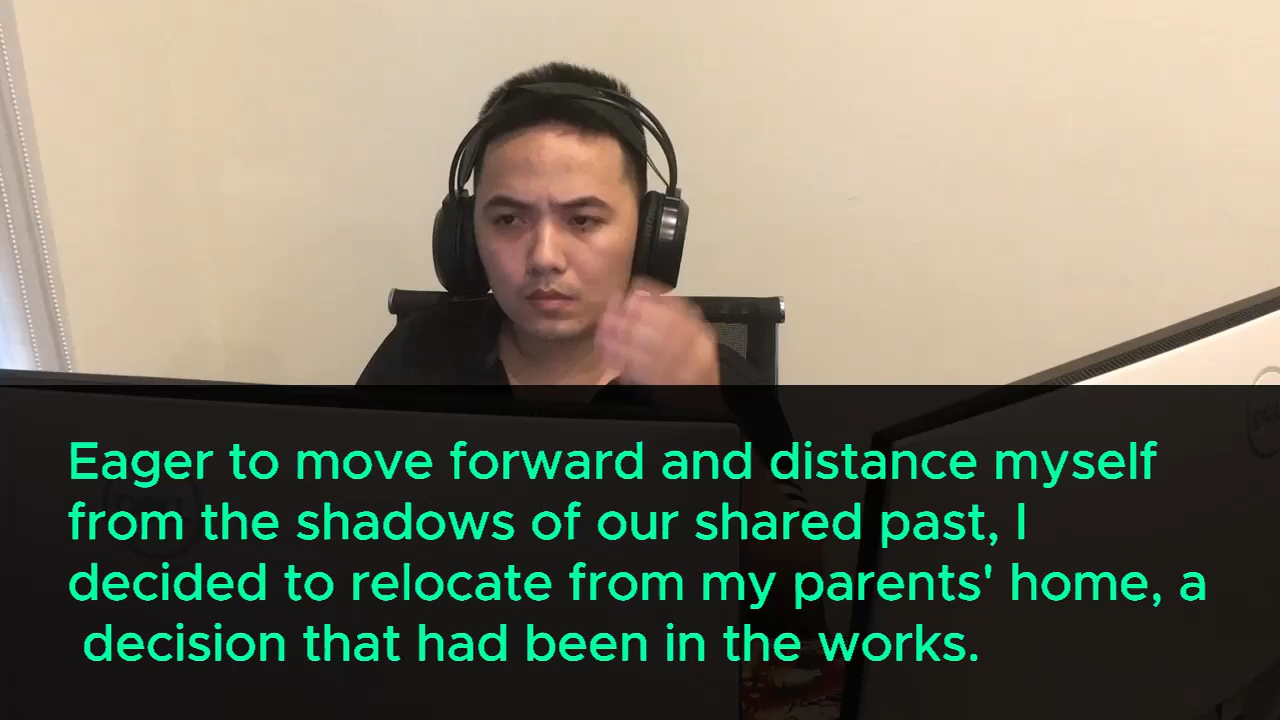 Eager to move forward and distance myself
from the shadows of our shared past, I
decided to relocate from my parents' home, a
decision that had been in the works.